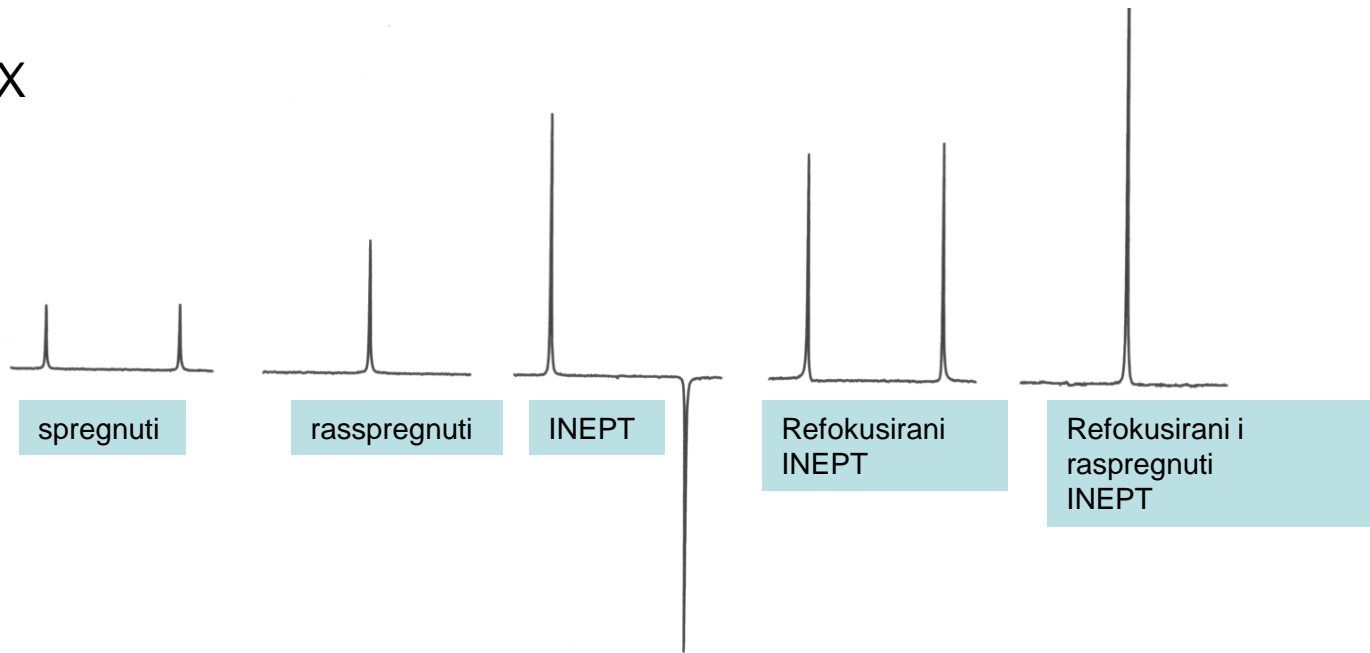 X
spregnuti
rasspregnuti
INEPT
Refokusirani
INEPT
Refokusirani i
raspregnuti
INEPT